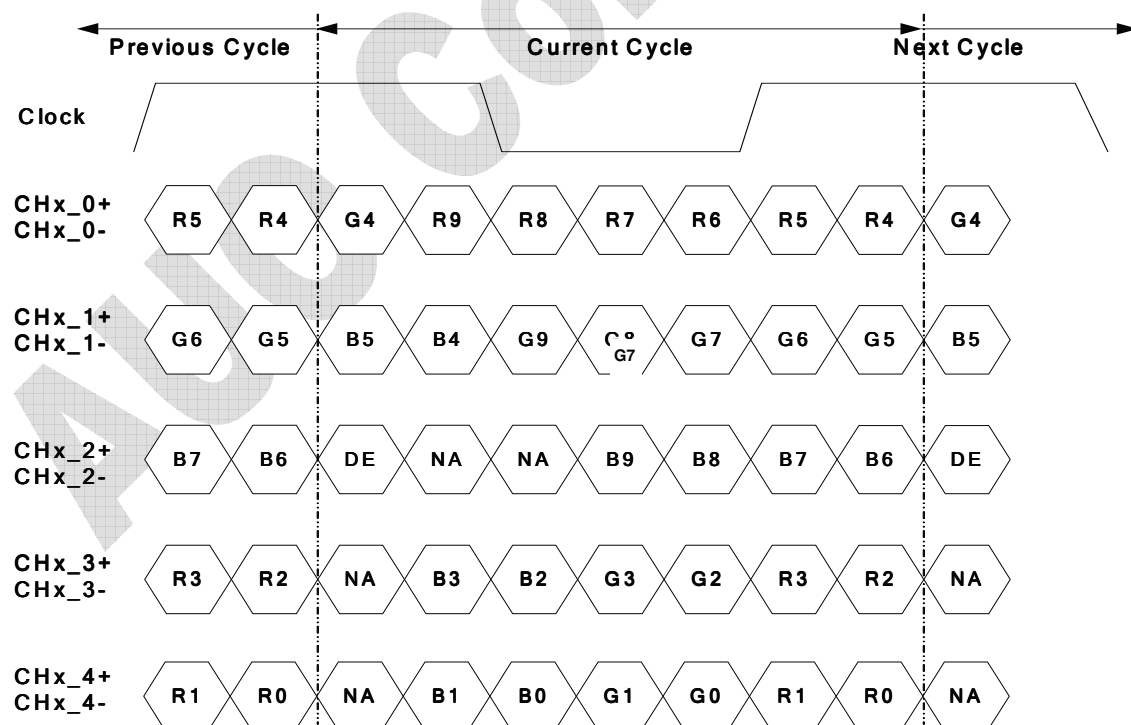 Previous Cycle Current Cycle Next Cycle
Clock
CHx_0+
CHx_0-
R5 R4 G4 R9 R8 R7 R6 R5 R4 G4
CHx_1+
CHx_1-
G6 G5 B5 B4 G9 G7 G7 G6 G5 B5
CHx_2+
CHx_2-
B7 B6 DE NA NA B9 B8 B7 B6 DE
CHx_3+
CHx_3-
R3 R2 NA B3 B2 G3 G2 R3 R2 NA
CHx_4+
CHx_4-
R1 R0 NA B1 B0 G1 G0 R1 R0 NA